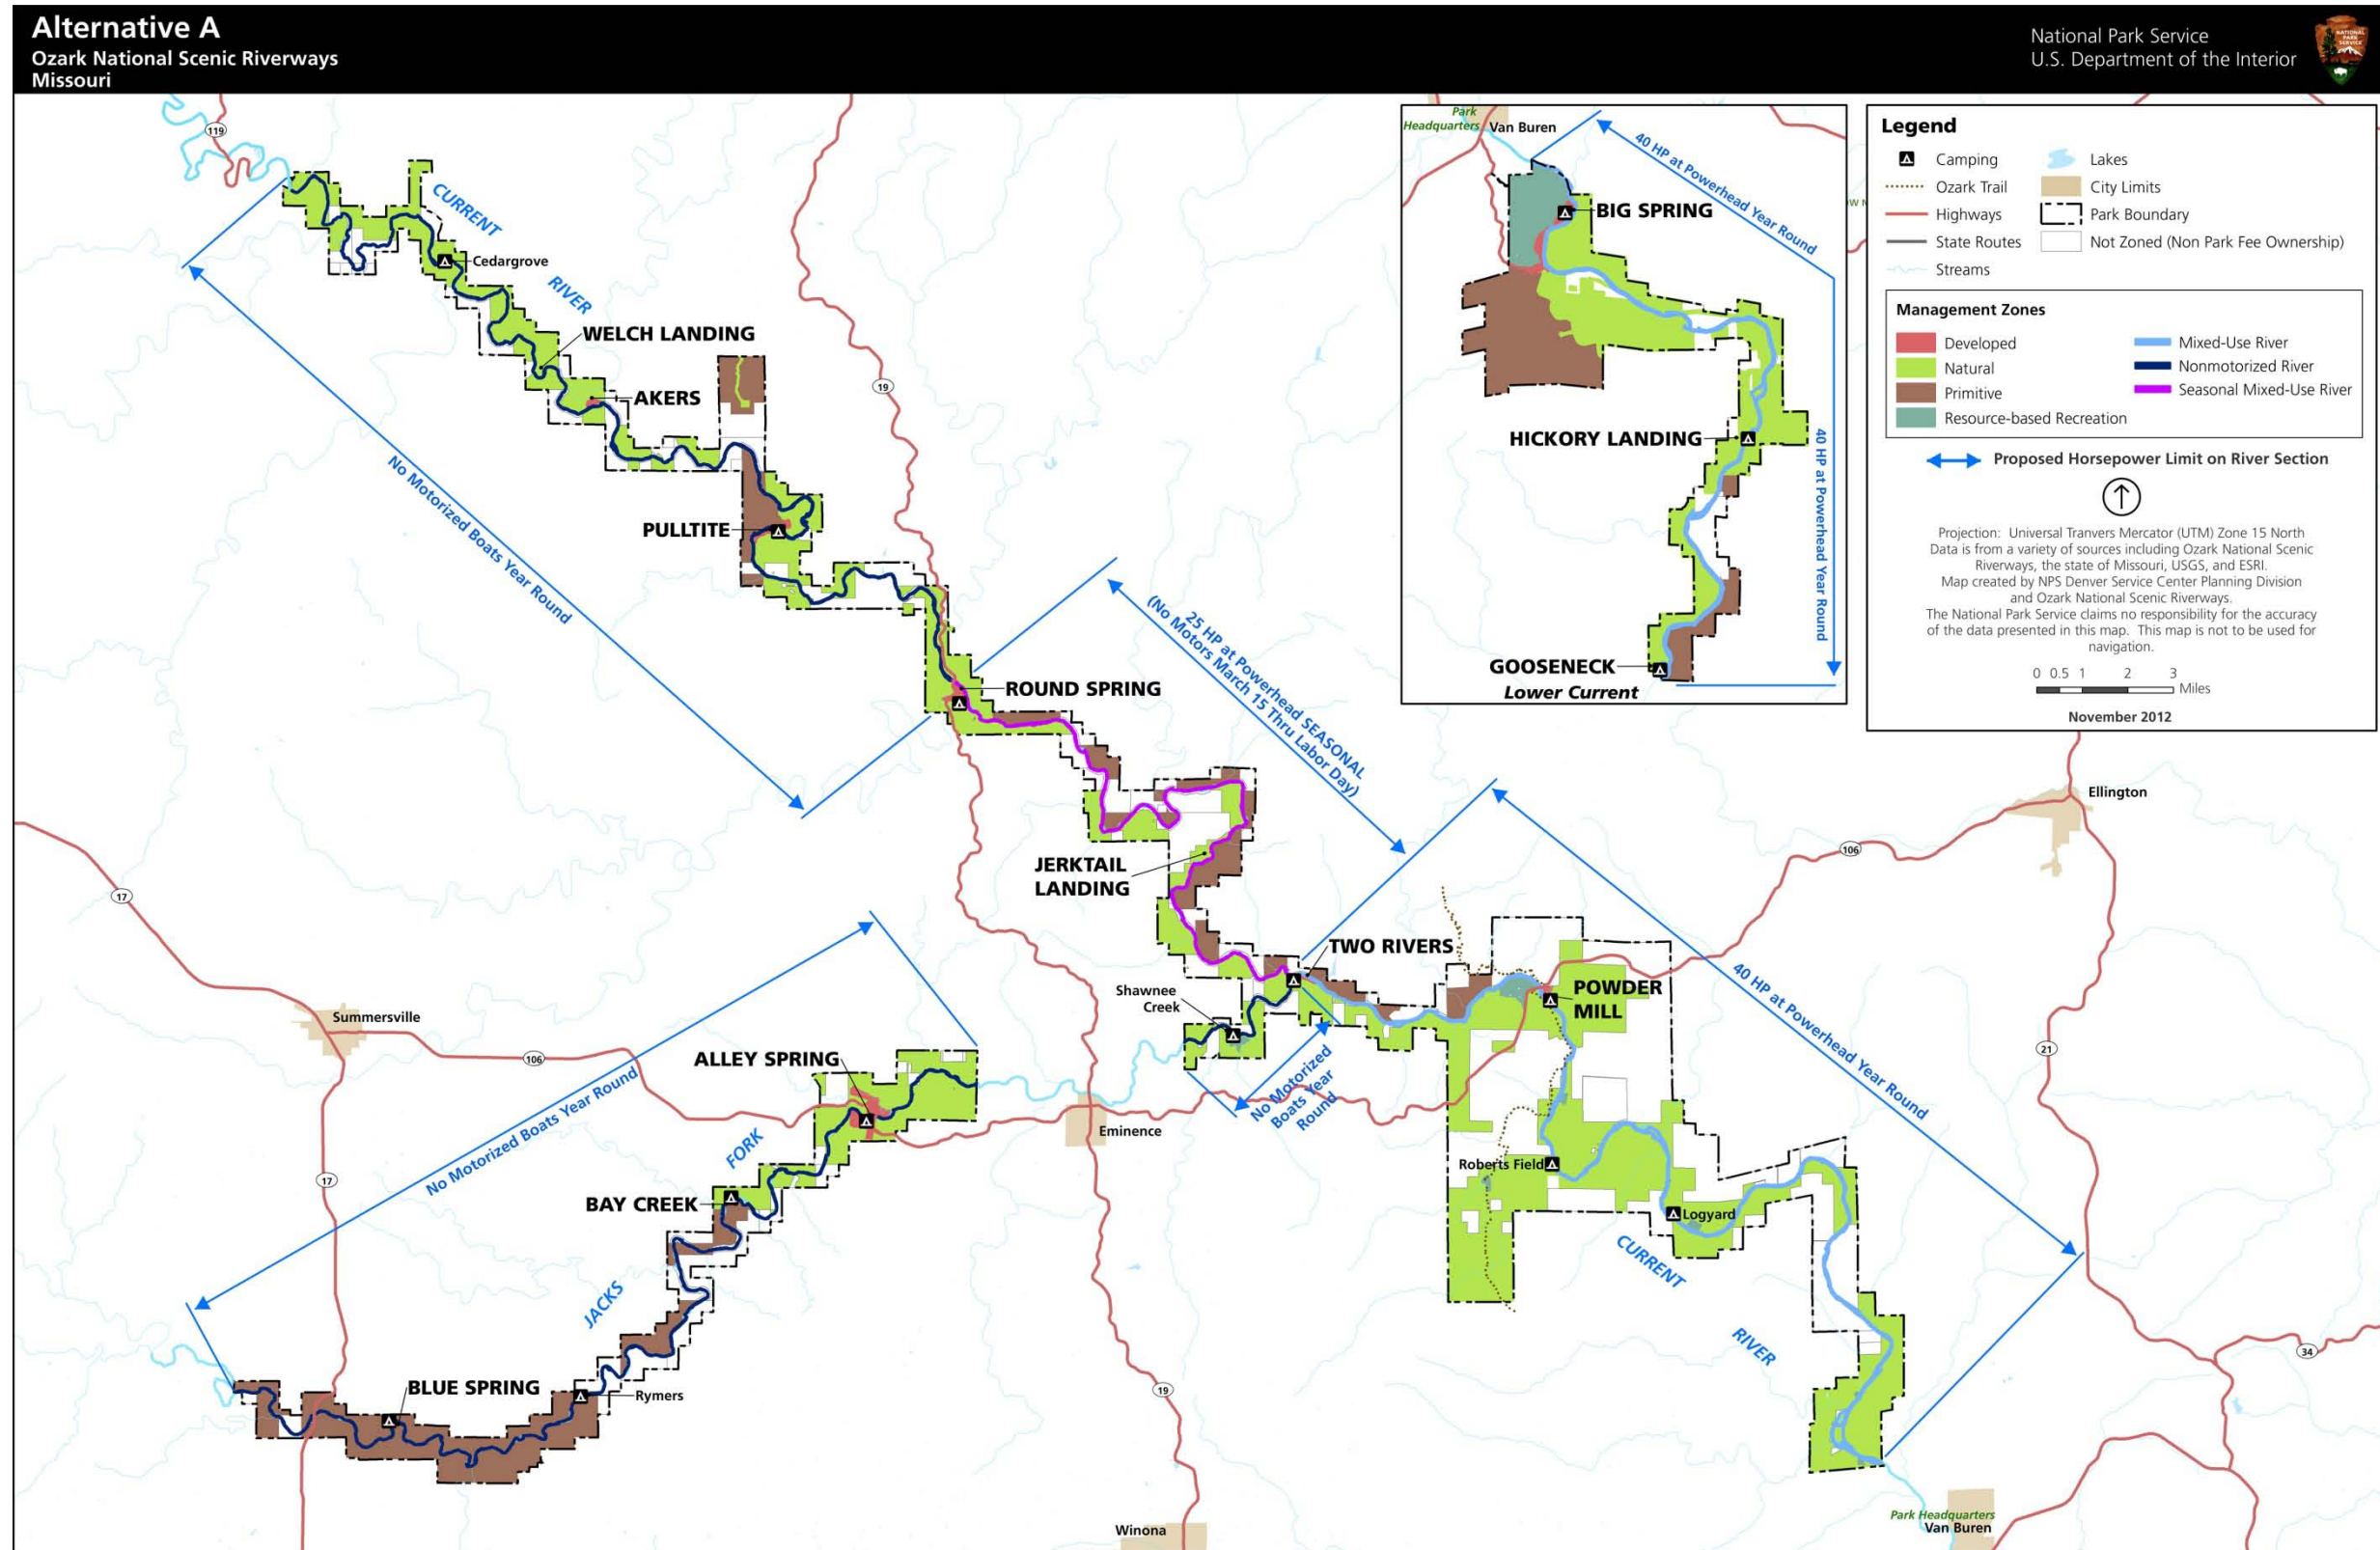 Alternative A
Ozark National Scenic Riverways
Missouri
National Park Service
U.S. Department of the Interior
NATIONAL
PARK
SERVICE
119
CURRENT
RIVER
Cedargrove
WELCH LANDING
AKERS
19
No Motorized Boats Year Round
PULLTITE
ROUND SPRING
25 HP at Powerhead SEASONAL
(No Motors March 15 Thru Labor Day)
JERKTAIL
LANDING
TWO RIVERS
Shawnee
Creek
No Motorized
Boats Year
Round
POWDER
MILL
40 HP at Powerhead Year Round
Roberts Field
Logyard
CURRENT
RIVER
Ellington
106
21
34
17
Summersville
106
17
No Motorized Boats Year Round
ALLEY SPRING
Eminence
FORK
BAY CREEK
JACKS
BLUE SPRING
Rymers
19
Winona
Park Headquarters
Van Buren
Park
Headquarters
Van Buren
40 HP at Powerhead Year Round
BIG SPRING
HICKORY LANDING
40 HP at Powerhead Year Round
GOOSENECK
Lower Current
Legend
Camping
Ozark Trail
Highways
State Routes
Streams
Lakes
City Limits
Park Boundary
Not Zoned (Non Park Fee Ownership)
Management Zones
Developed
Natural
Primitive
Resource-based Recreation
Mixed-Use River
Nonmotorized River
Seasonal Mixed-Use River
Proposed Horsepower Limit on River Section
Projection: Universal Tranvers Mercator (UTM) Zone 15 North
Data is from a variety of sources including Ozark National Scenic
Riverways, the state of Missouri, USGS, and ESRI.
Map created by NPS Denver Service Center Planning Division
and Ozark National Scenic Riverways.
The National Park Service claims no responsibility for the accuracy
of the data presented in this map. This map is not to be used for
navigation.
0 0.5 1 2 3
Miles
November 2012